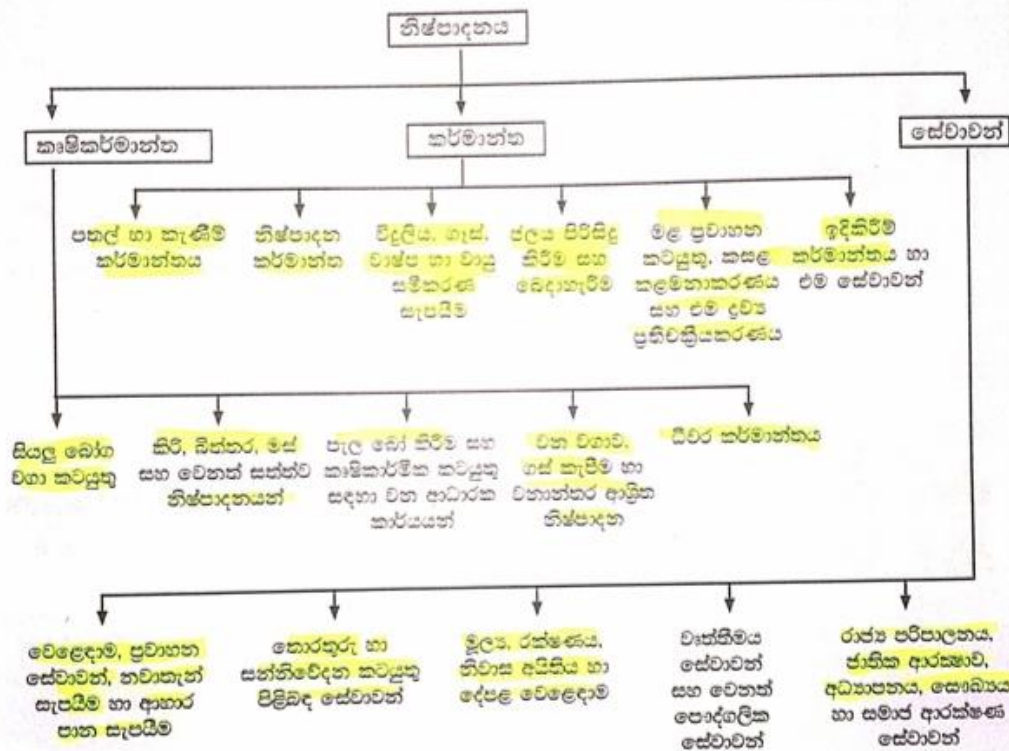 නිෂ්පාදනය
කෘෂිකර්මාන්ත
කර්මාන්ත
සේවාවන්
පතල් හා කැණීම්
කර්මාන්තය
නිෂ්පාදන
කර්මාන්ත
විදුලිය, ගෑස්,
වාෂ්ප හා වායු
සමීකරණ
සැපයීම
ජලය පිරිසිදු
කිරීම සහ
බෙදාහැරීම
මළ ප්‍රවාහන
කටයුතු, කසළ
කළමනාකරණය
සහ එම ද්‍රව්‍ය
ප්‍රතිචක්‍රීයකරණය
ඉදිකිරීම්
කර්මාන්තය හා
එම සේවාවන්
සියලු බෝග
වගා කටයුතු
කිරි, බිත්තර, මස්
සහ වෙනත් සත්ත්ව
නිෂ්පාදනයන්
පැල බෝ කිරීම සහ
කෘෂිකාර්මික කටයුතු
සඳහා වන ආධාරක
කාර්යයන්
වන වගාව,
ගස් කැපීම හා
වනාන්තර ආශ්‍රිත
නිෂ්පාදන
ධීවර කර්මාන්තය
වෙළෙඳාම, ප්‍රවාහන
සේවාවන්, නවාතැන්
සැපයීම හා ආහාර
පාන සැපයීම
තොරතුරු හා
සන්නිවේදන කටයුතු
පිළිබඳ සේවාවන්
මූල්‍ය, රක්ෂණය,
නිවාස අයිතිය හා
දේපළ වෙළෙඳාම
වෘත්තීමය
සේවාවන්
සහ වෙනත්
පෞද්ගලික
සේවාවන්
රාජ්‍ය පරිපාලනය,
ජාතික ආරක්ෂාව,
අධ්‍යාපනය, සෞඛ්‍යය
හා සමාජ ආරක්ෂණ
සේවාවන්